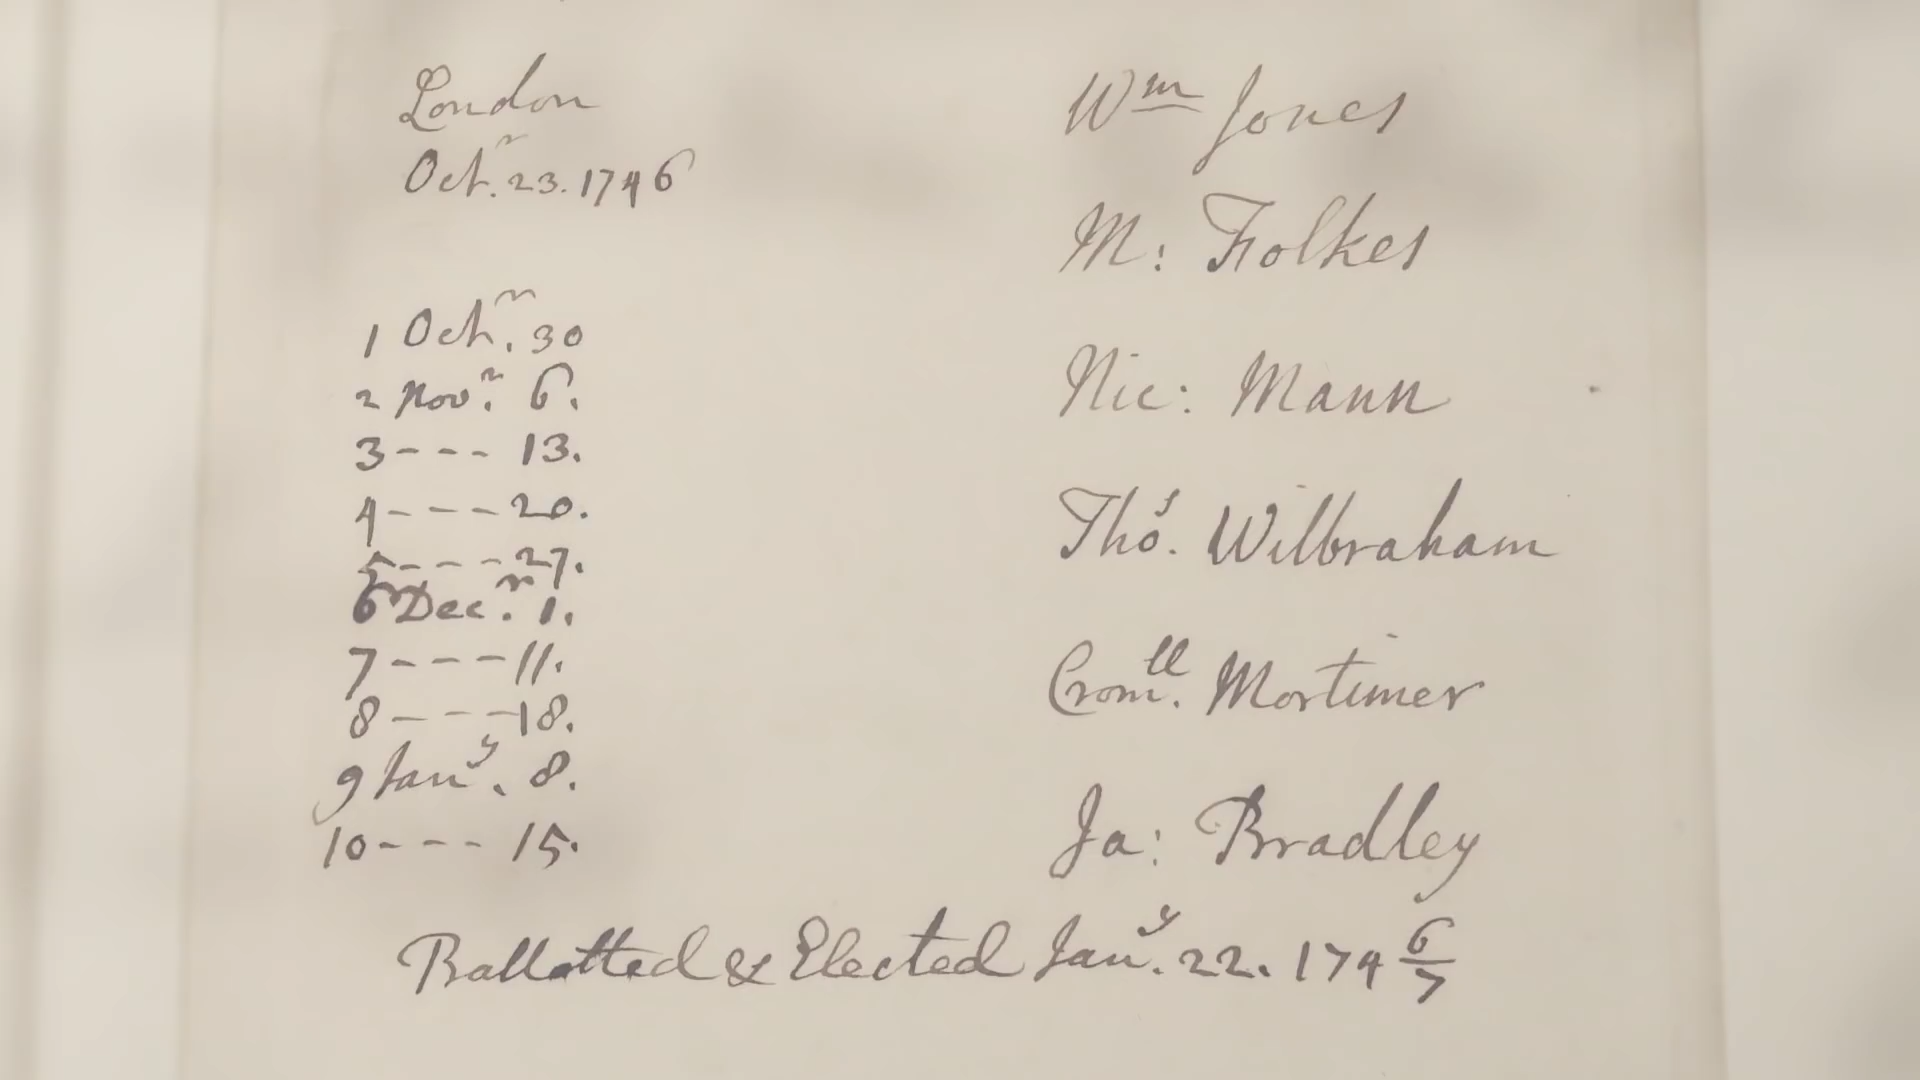 London
Octr. 23. 1746
1 Octr. 30
2 Novr. 6.
3 --- 13.
4 --- 20.
5 ---- 27.
6 Decr. 1.
7 ---- 11.
8 ---- 18.
9 Jany. 8.
10 --- 15.
Wm Jones
M: Folkes
Nic: Mann
Thos. Wilbraham
Cromll. Mortimer
Ja: Bradley
Ballotted & Elected Jany. 22. 174 6/7